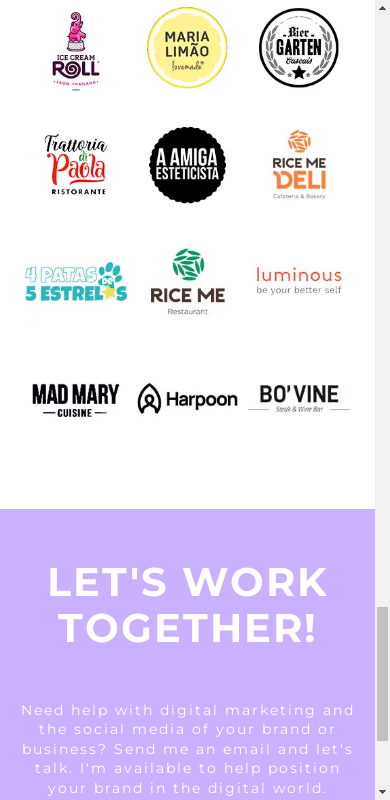 ICE CREAM
ROLL
FROM THAILAND
MARIA
LIMÃO
lovemade
Bier
GARTEN
Cascais
Trattoria
di
Paola
RISTORANTE
A AMIGA
ESTETICISTA
RICE ME
DELI
Cafeteria & Bakery
4 PATAS
DE
5 ESTRELAS
RICE ME
Restaurant
luminous
be your better self
MAD MARY
CUISINE
Harpoon
BO'VINE
Steak & Wine Bar
LET'S WORK
TOGETHER!
Need help with digital marketing and
the social media of your brand or
business? Send me an email and let's
talk. I'm available to help position
your brand in the digital world.